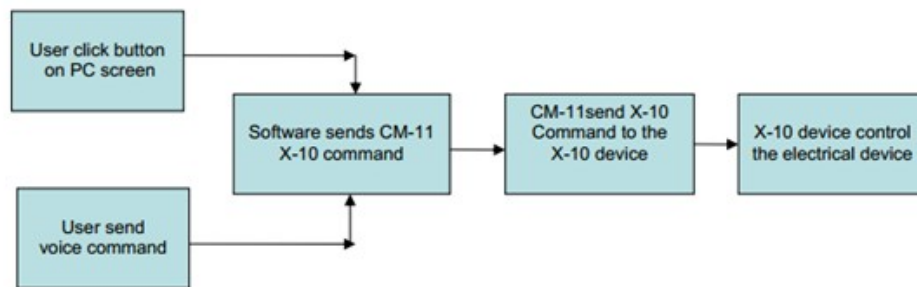 User click button
on PC screen
Software sends CM-11
X-10 command
CM-11send X-10
Command to the
X-10 device
X-10 device control
the electrical device
User send
voice command